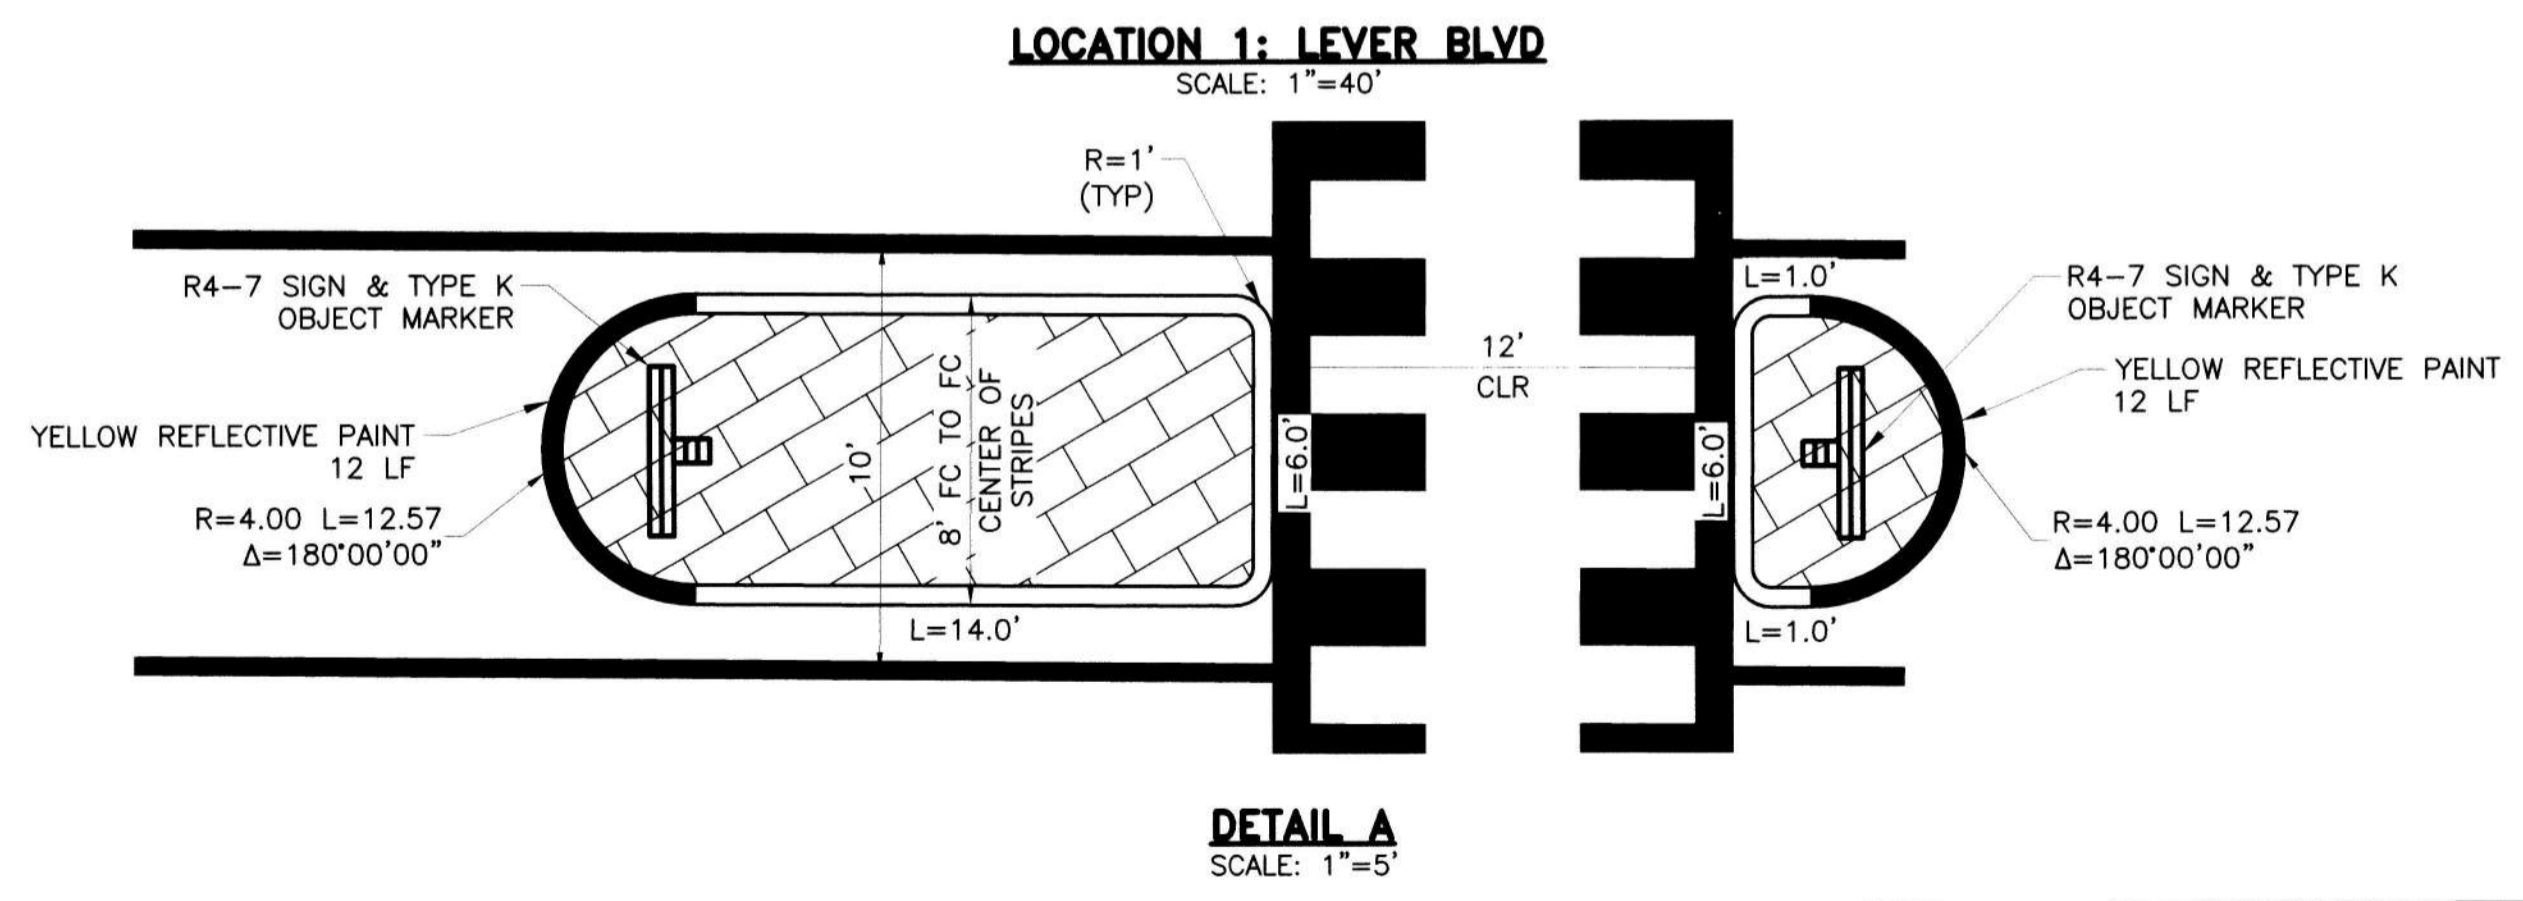 LOCATION 1: LEVER BLVD
SCALE: 1"=40'
R=1'
(TYP)
R4-7 SIGN & TYPE K
OBJECT MARKER
YELLOW REFLECTIVE PAINT
12 LF
R=4.00 L=12.57
Δ=180°00'00"
10'
8' FC TO FC
CENTER OF
STRIPES
L=14.0'
L=6.0'
12'
CLR
L=6.0'
L=1.0'
L=1.0'
R4-7 SIGN & TYPE K
OBJECT MARKER
YELLOW REFLECTIVE PAINT
12 LF
R=4.00 L=12.57
Δ=180°00'00"
DETAIL A
SCALE: 1"=5'